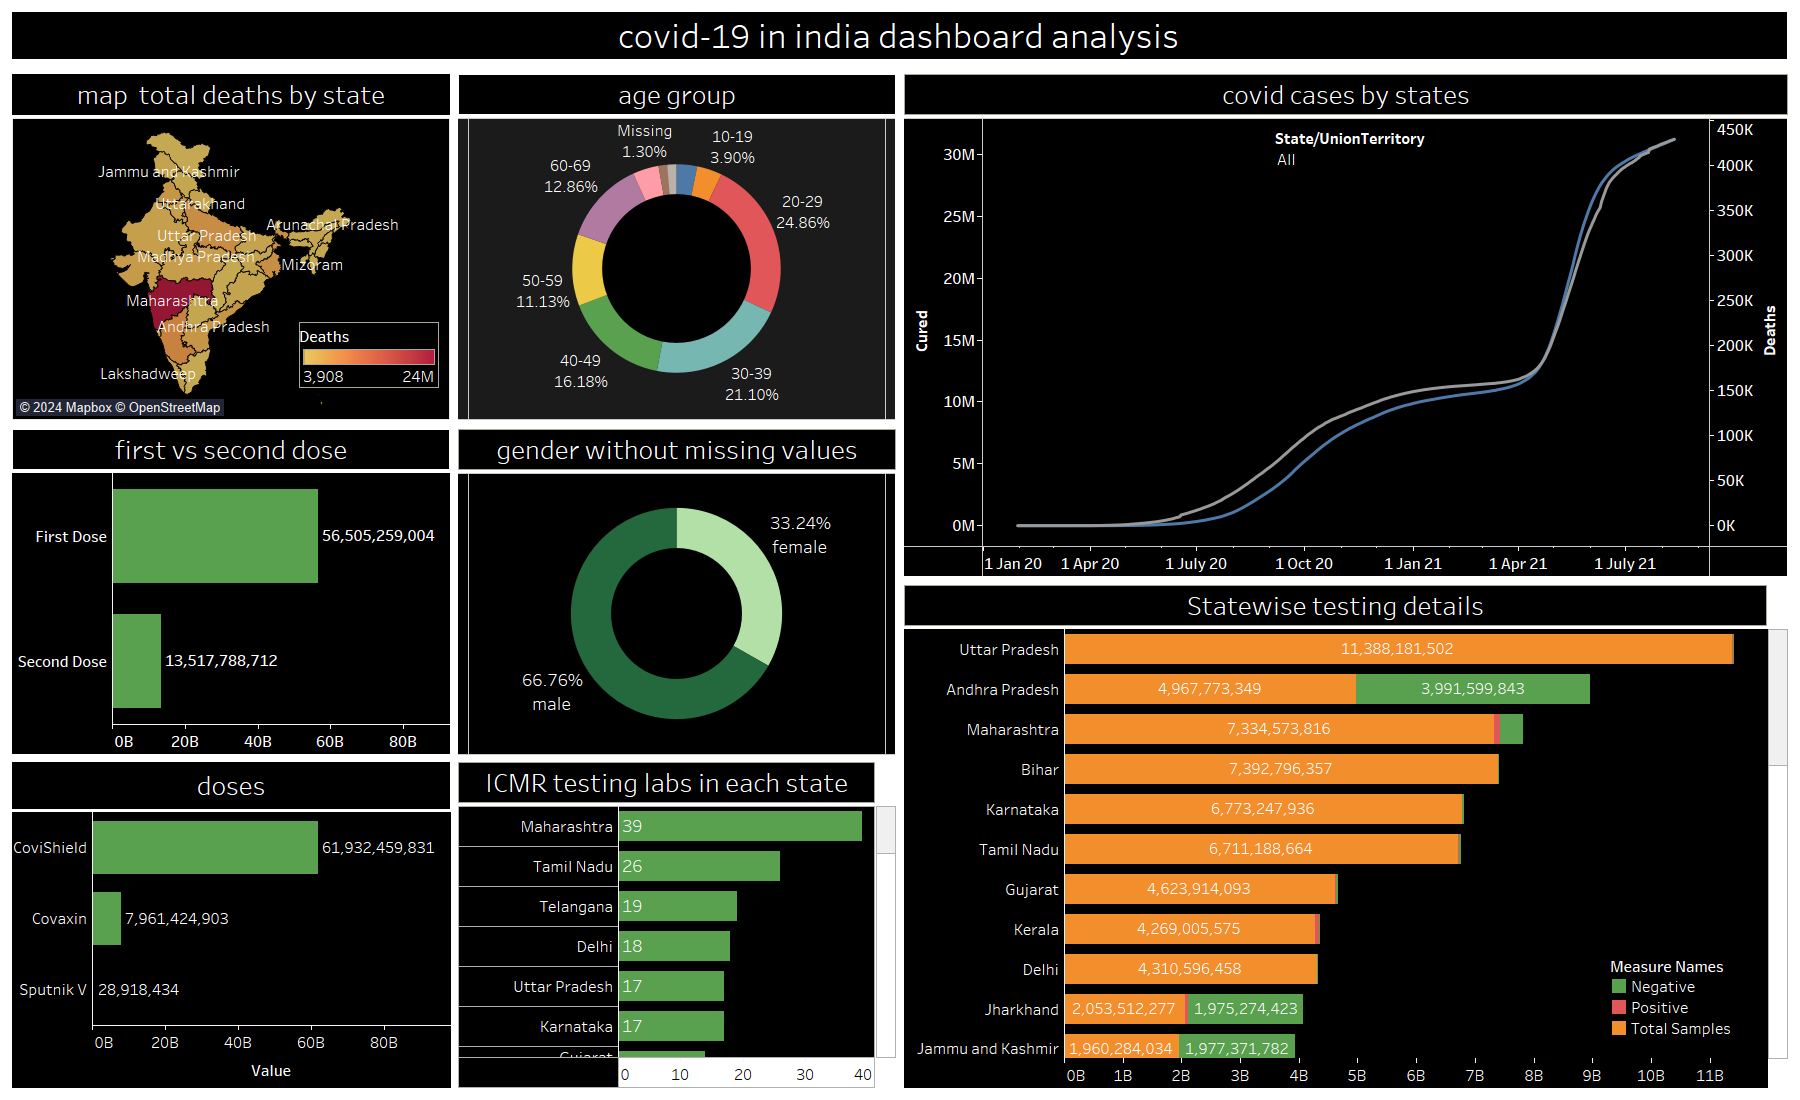 covid-19 in india dashboard analysis
map total deaths by state
Jammu and Kashmir
Uttarakhand
Arunachal Pradesh
Uttar Pradesh
Madhya Pradesh
Mizoram
Maharashtra
Andhra Pradesh
Lakshadweep
Deaths
3,908 24M
© 2024 Mapbox © OpenStreetMap
age group
Missing
1.30%
10-19
3.90%
60-69
12.86%
20-29
24.86%
50-59
11.13%
40-49
16.18%
30-39
21.10%
covid cases by states
State/UnionTerritory
All
Cured
30M
25M
20M
15M
10M
5M
0M
Deaths
450K
400K
350K
300K
250K
200K
150K
100K
50K
0K
1 Jan 20 1 Apr 20 1 July 20 1 Oct 20 1 Jan 21 1 Apr 21 1 July 21
first vs second dose
First Dose 56,505,259,004
Second Dose 13,517,788,712
0B 20B 40B 60B 80B
gender without missing values
33.24%
female
66.76%
male
doses
CoviShield 61,932,459,831
Covaxin 7,961,424,903
Sputnik V 28,918,434
0B 20B 40B 60B 80B
Value
ICMR testing labs in each state
Maharashtra 39
Tamil Nadu 26
Telangana 19
Delhi 18
Uttar Pradesh 17
Karnataka 17
Gujarat
0 10 20 30 40
Statewise testing details
Uttar Pradesh 11,388,181,502
Andhra Pradesh 4,967,773,349 3,991,599,843
Maharashtra 7,334,573,816
Bihar 7,392,796,357
Karnataka 6,773,247,936
Tamil Nadu 6,711,188,664
Gujarat 4,623,914,093
Kerala 4,269,005,575
Delhi 4,310,596,458
Jharkhand 2,053,512,277 1,975,274,423
Jammu and Kashmir 1,960,284,034 1,977,371,782
0B 1B 2B 3B 4B 5B 6B 7B 8B 9B 10B 11B
Measure Names
Negative
Positive
Total Samples